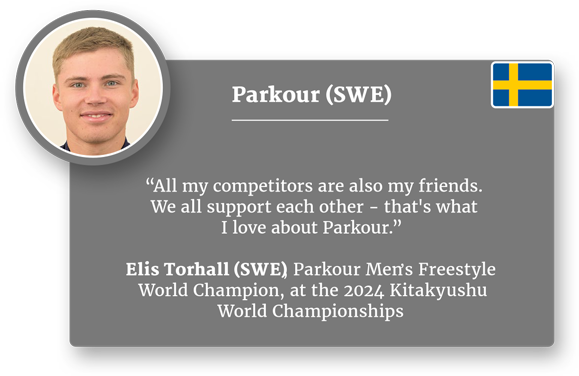 Parkour (SWE)
“All my competitors are also my friends.
We all support each other - that's what
I love about Parkour.”
Elis Torhall (SWE), Parkour Men's Freestyle
World Champion, at the 2024 Kitakyushu
World Championships